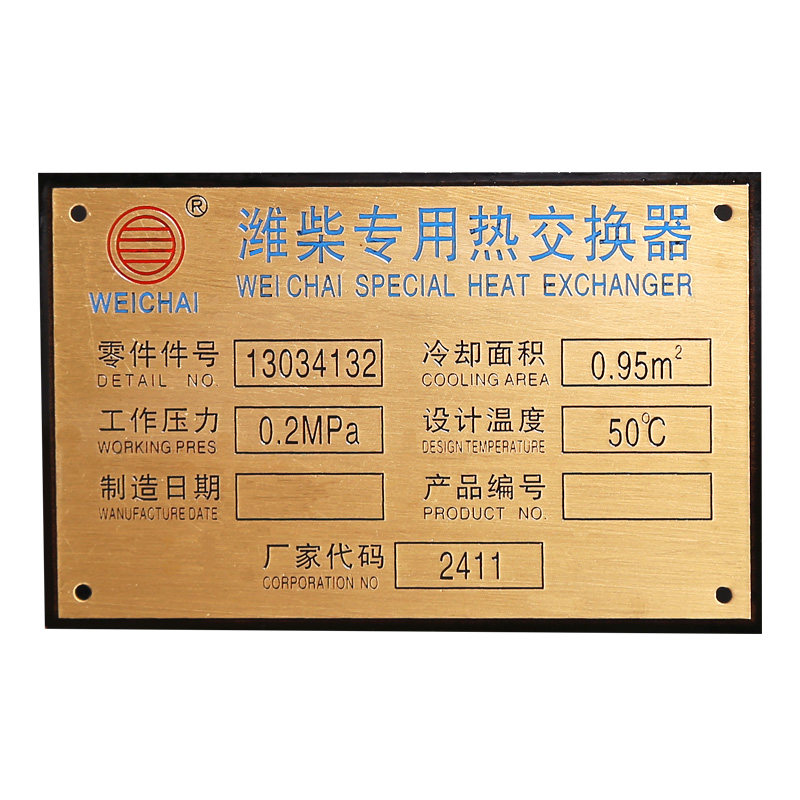 ®
WEICHAI
潍柴专用热交换器
WEICHAI SPECIAL HEAT EXCHANGER
零件件号 13034132 冷却面积 0.95m²
DETAIL NO. COOLING AREA
工作压力 0.2MPa 设计温度 50℃
WORKING PRES DESIGN TEMPERATURE
制造日期 产品编号
WANUFACTURE DATE PRODUCT NO.
厂家代码 2411
CORPORATION NO